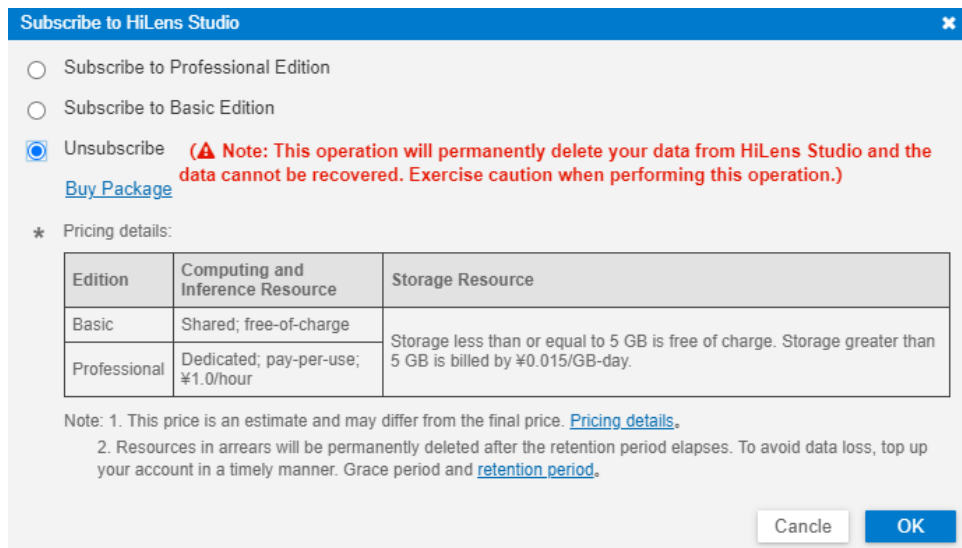 Subscribe to HiLens Studio
Subscribe to Professional Edition
Subscribe to Basic Edition
Unsubscribe
(⚠ Note: This operation will permanently delete your data from HiLens Studio and the
data cannot be recovered. Exercise caution when performing this operation.)
Buy Package
* Pricing details:
Edition
Computing and
Inference Resource
Storage Resource
Basic
Shared; free-of-charge
Storage less than or equal to 5 GB is free of charge. Storage greater than
5 GB is billed by ¥0.015/GB-day.
Professional
Dedicated; pay-per-use;
¥1.0/hour
Note: 1. This price is an estimate and may differ from the final price. Pricing details。
2. Resources in arrears will be permanently deleted after the retention period elapses. To avoid data loss, top up
your account in a timely manner. Grace period and retention period。
Cancle
OK